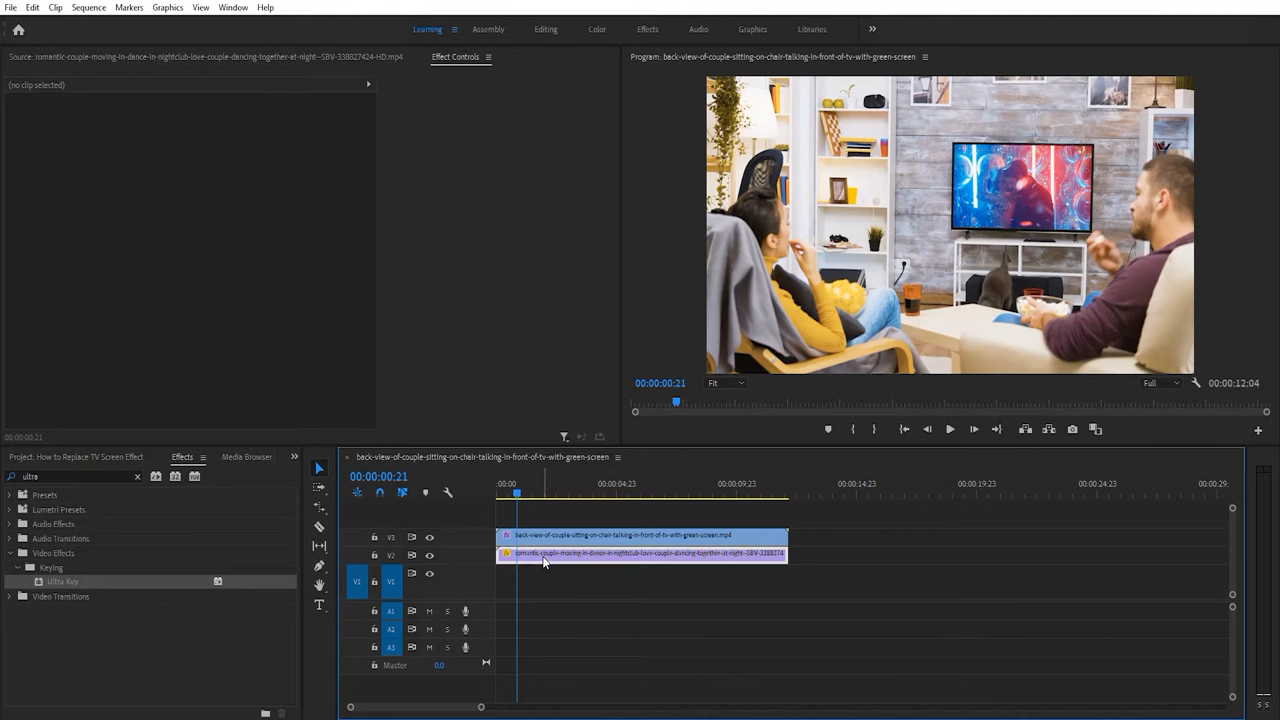 File Edit Clip Sequence Markers Graphics View Window Help
Learning Assembly Editing Color Effects Audio Graphics Libraries
Source: romantic-couple-moving-in-dance-in-nightclub-love-couple-dancing-together-at-night--SBV-338827424-HD.mp4 Effect Controls
Program: back-view-of-couple-sitting-on-chair-talking-in-front-of-tv-with-green-screen
(no clip selected)
00:00:00:21 Fit Full 00:00:12:04
00:00:00:21
Project: How to Replace TV Screen Effect Effects Media Browser
ultra
Presets
Lumetri Presets
Audio Effects
Audio Transitions
Video Effects
Keying
Ultra Key
Video Transitions
back-view-of-couple-sitting-on-chair-talking-in-front-of-tv-with-green-screen
00:00:00:21
:00:00 00:00:04:23 00:00:09:23 00:00:14:23 00:00:19:23 00:00:24:23 00:00:29:
V3 back-view-of-couple-sitting-on-chair-talking-in-front-of-tv-with-green-screen.mp4
V2 romantic-couple-moving-in-dance-in-nightclub-love-couple-dancing-together-at-night--SBV-3388274
V1 V1
A1 M S
A2 M S
A3 M S
Master 0.0
S S